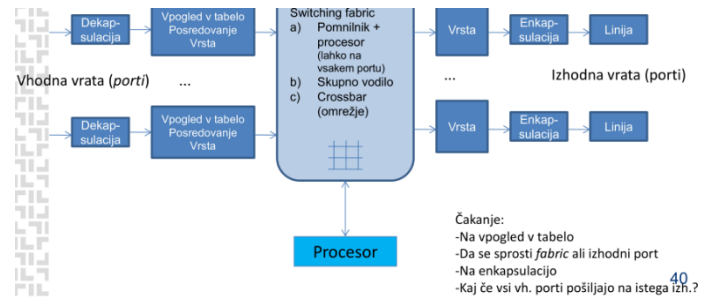 Switching fabric
Dekap-
sulacija
Vpogled v tabelo
Posredovanje
Vrsta
a) Pomnilnik +
procesor
(lahko na
vsakem portu)
b) Skupno vodilo
c) Crossbar
(omrežje)
Vrsta
Enkap-
sulacija
Linija
Vhodna vrata (porti)
...
...
Izhodna vrata (porti)
Dekap-
sulacija
Vpogled v tabelo
Posredovanje
Vrsta
Vrsta
Enkap-
sulacija
Linija
Procesor
Čakanje:
-Na vpogled v tabelo
-Da se sprosti fabric ali izhodni port
-Na enkapsulacijo
-Kaj če vsi vh. porti pošiljajo na istega izh.?
40